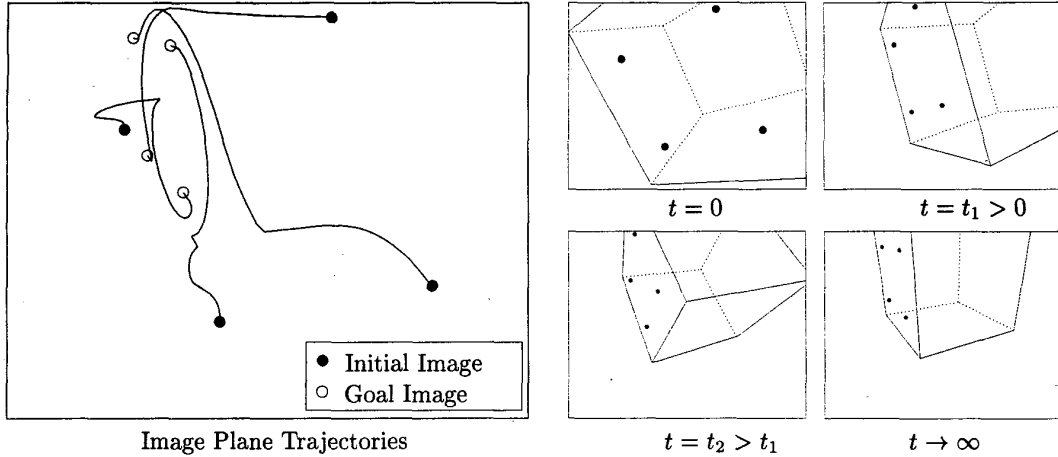 Initial Image
Goal Image
Image Plane Trajectories
t = 0
t = t₁ > 0
t = t₂ > t₁
t → ∞